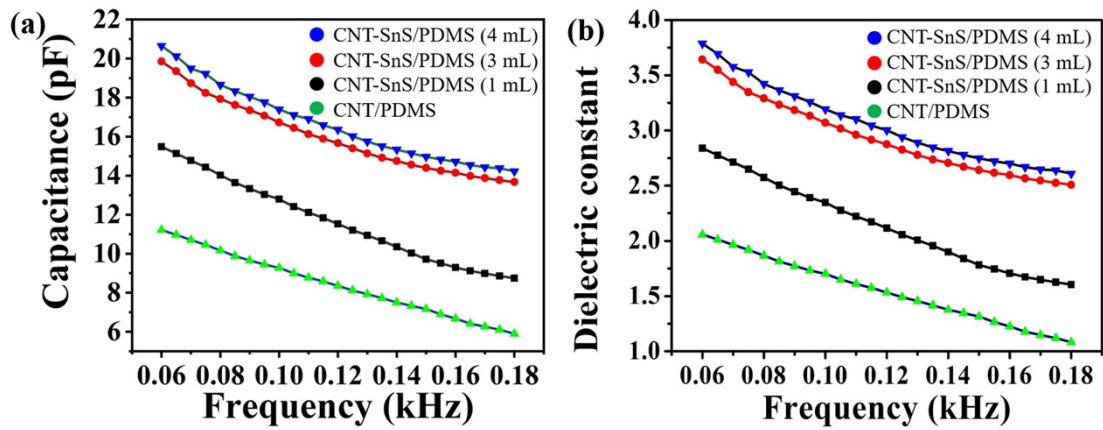 (a)
Capacitance (pF)
22
20
18
16
14
12
10
8
6
CNT-SnS/PDMS (4 mL)
CNT-SnS/PDMS (3 mL)
CNT-SnS/PDMS (1 mL)
CNT/PDMS
0.06 0.08 0.10 0.12 0.14 0.16 0.18
Frequency (kHz)
(b)
Dielectric constant
4.0
3.5
3.0
2.5
2.0
1.5
1.0
CNT-SnS/PDMS (4 mL)
CNT-SnS/PDMS (3 mL)
CNT-SnS/PDMS (1 mL)
CNT/PDMS
0.06 0.08 0.10 0.12 0.14 0.16 0.18
Frequency (kHz)